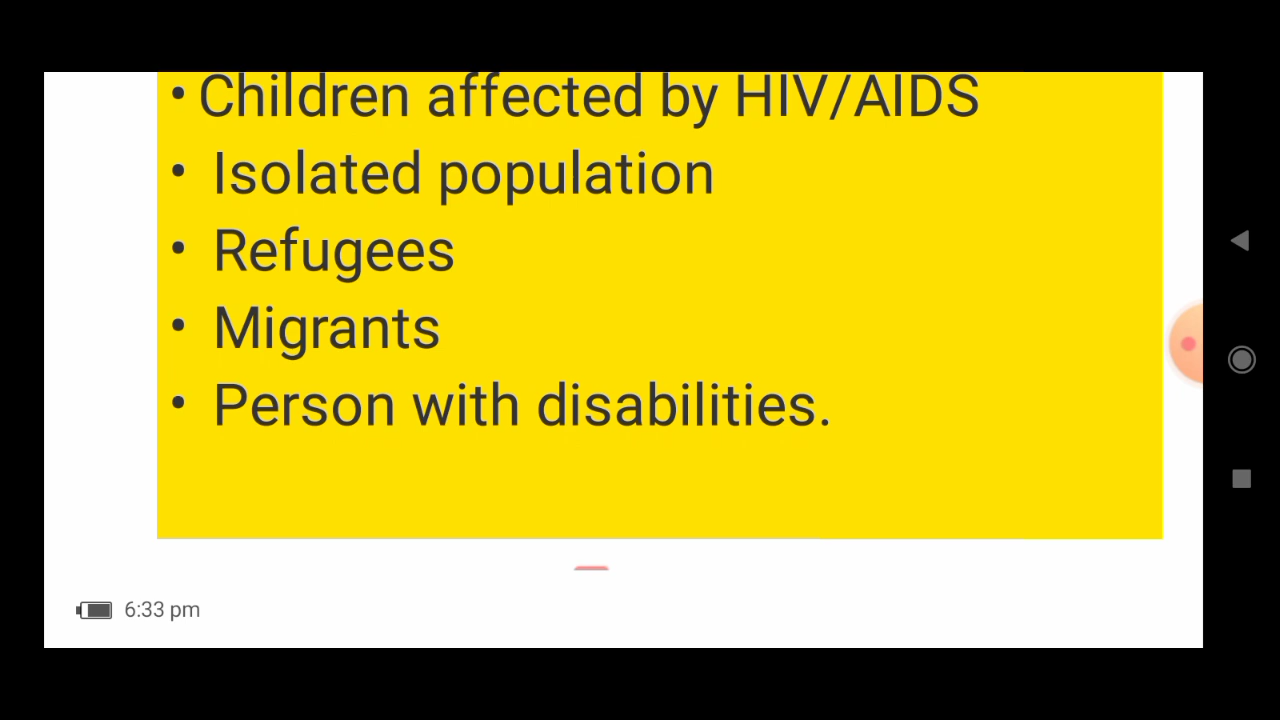 • Children affected by HIV/AIDS
• Isolated population
• Refugees
• Migrants
• Person with disabilities.
6:33 pm